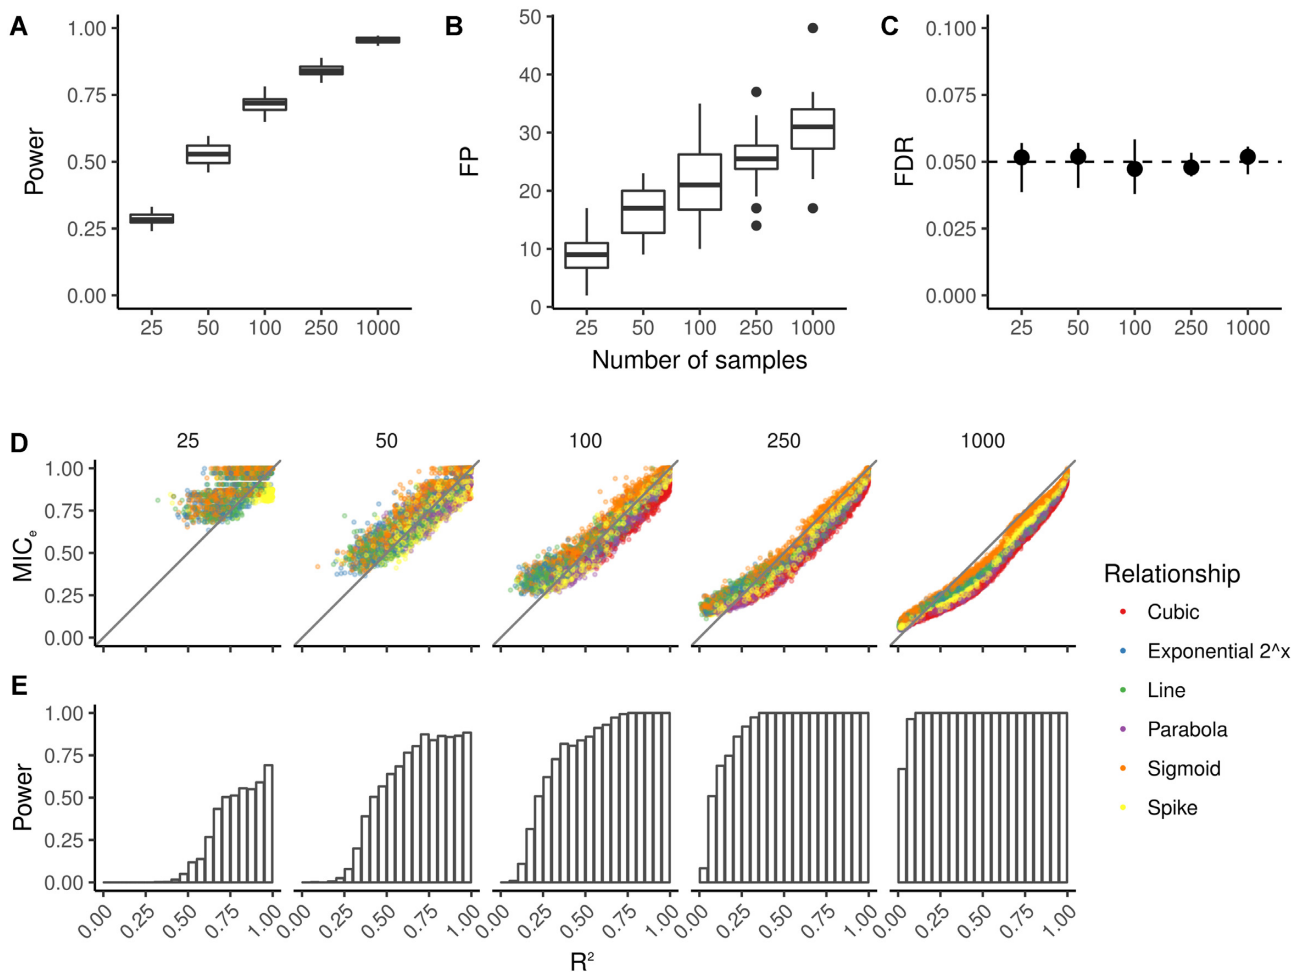 A
Power
1.00
0.75
0.50
0.25
0.00
25 50 100 250 1000
B
FP
50
40
30
20
10
0
25 50 100 250 1000
Number of samples
C
FDR
0.100
0.075
0.050
0.025
0.000
25 50 100 250 1000
D
25 50 100 250 1000
MICe
1.00
0.75
0.50
0.25
0.00
E
Power
1.00
0.75
0.50
0.25
0.00
0.00 0.25 0.50 0.75 1.00 0.00 0.25 0.50 0.75 1.00 0.00 0.25 0.50 0.75 1.00 0.00 0.25 0.50 0.75 1.00 0.00 0.25 0.50 0.75 1.00
R²
Relationship
Cubic
Exponential 2^x
Line
Parabola
Sigmoid
Spike